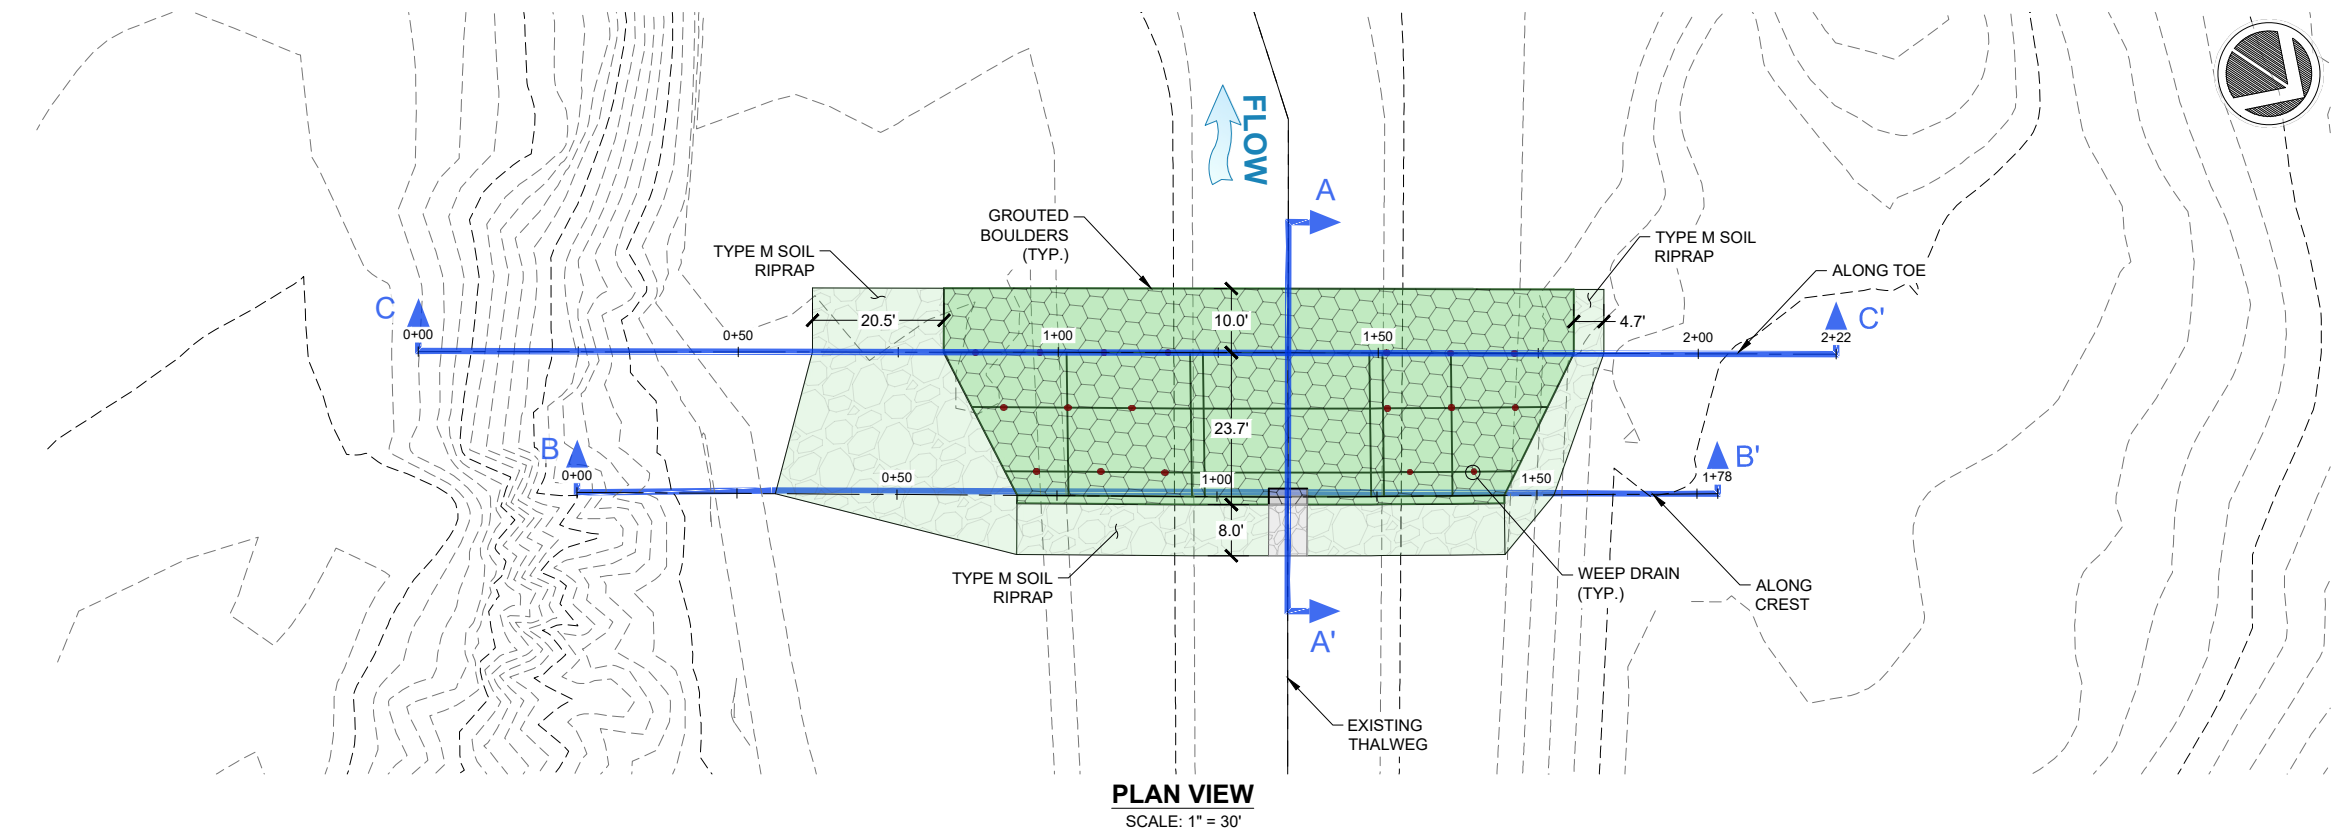 FLOW
A
GROUTED
BOULDERS
(TYP.)
TYPE M SOIL
RIPRAP
TYPE M SOIL
RIPRAP
ALONG TOE
C
0+00
0+50
20.5'
1+00
10.0'
1+50
4.7'
2+00
C'
2+22
B
0+00
0+50
23.7'
1+00
1+50
B'
1+78
8.0'
TYPE M SOIL
RIPRAP
WEEP DRAIN
(TYP.)
ALONG
CREST
A'
EXISTING
THALWEG
PLAN VIEW
SCALE: 1" = 30'